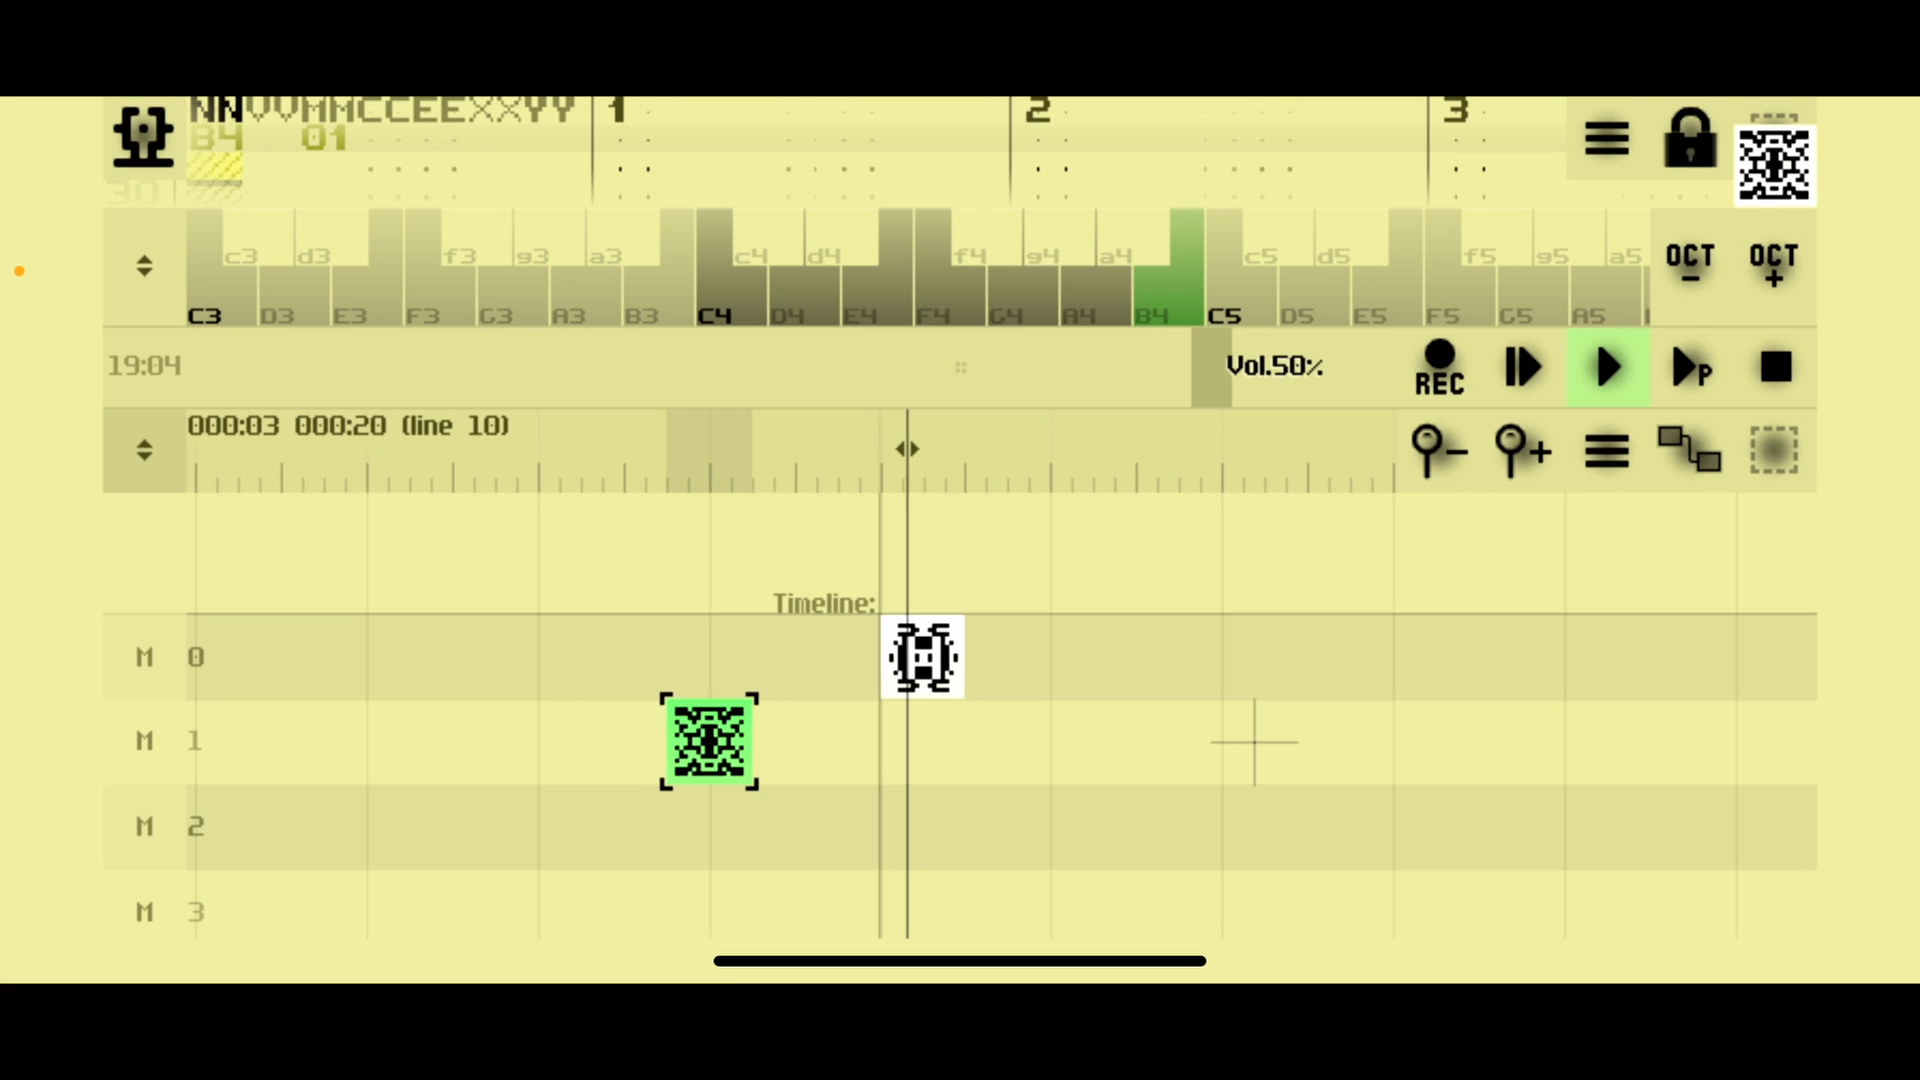 NNVVMMCCEEXXYY 1 2 3
B4 01
30
c3 d3 f3 g3 a3 c4 d4 f4 g4 a4 c5 d5 f5 g5 a5
OCT - OCT +
C3 D3 E3 F3 G3 A3 B3 C4 D4 E4 F4 G4 A4 B4 C5 D5 E5 F5 G5 A5
19:04 Vol.50% REC P
000:03 000:20 (line 10)
Timeline:
M 0
M 1
M 2
M 3